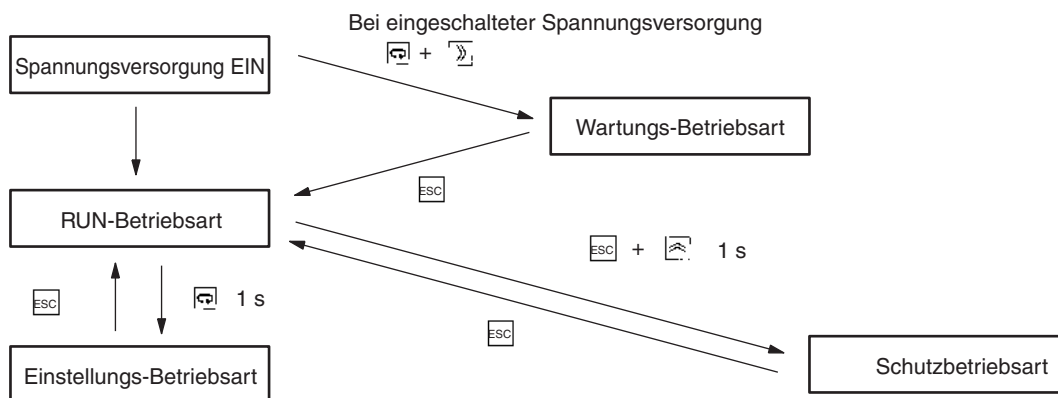 Bei eingeschalteter Spannungsversorgung
+
Spannungsversorgung EIN
Wartungs-Betriebsart
ESC
RUN-Betriebsart
ESC + 1 s
ESC
1 s
ESC
Einstellungs-Betriebsart
Schutzbetriebsart